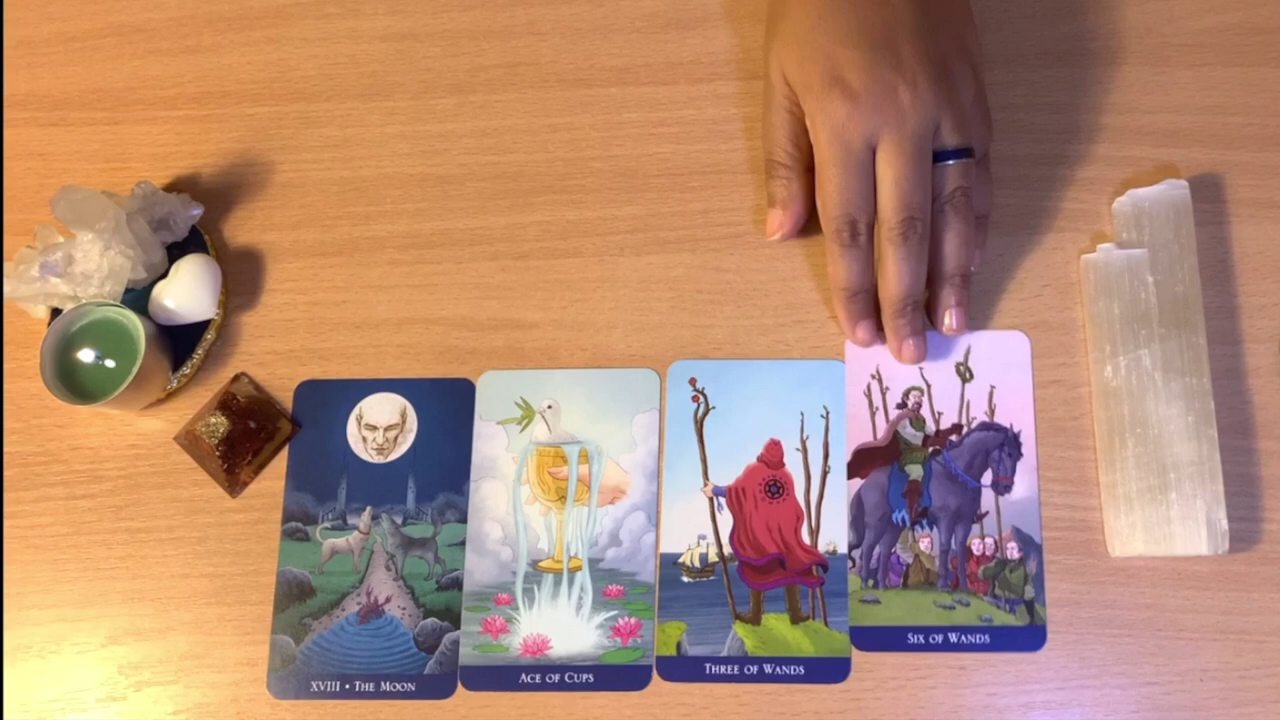 XVIII • The Moon
Ace of Cups
Three of Wands
Six of Wands